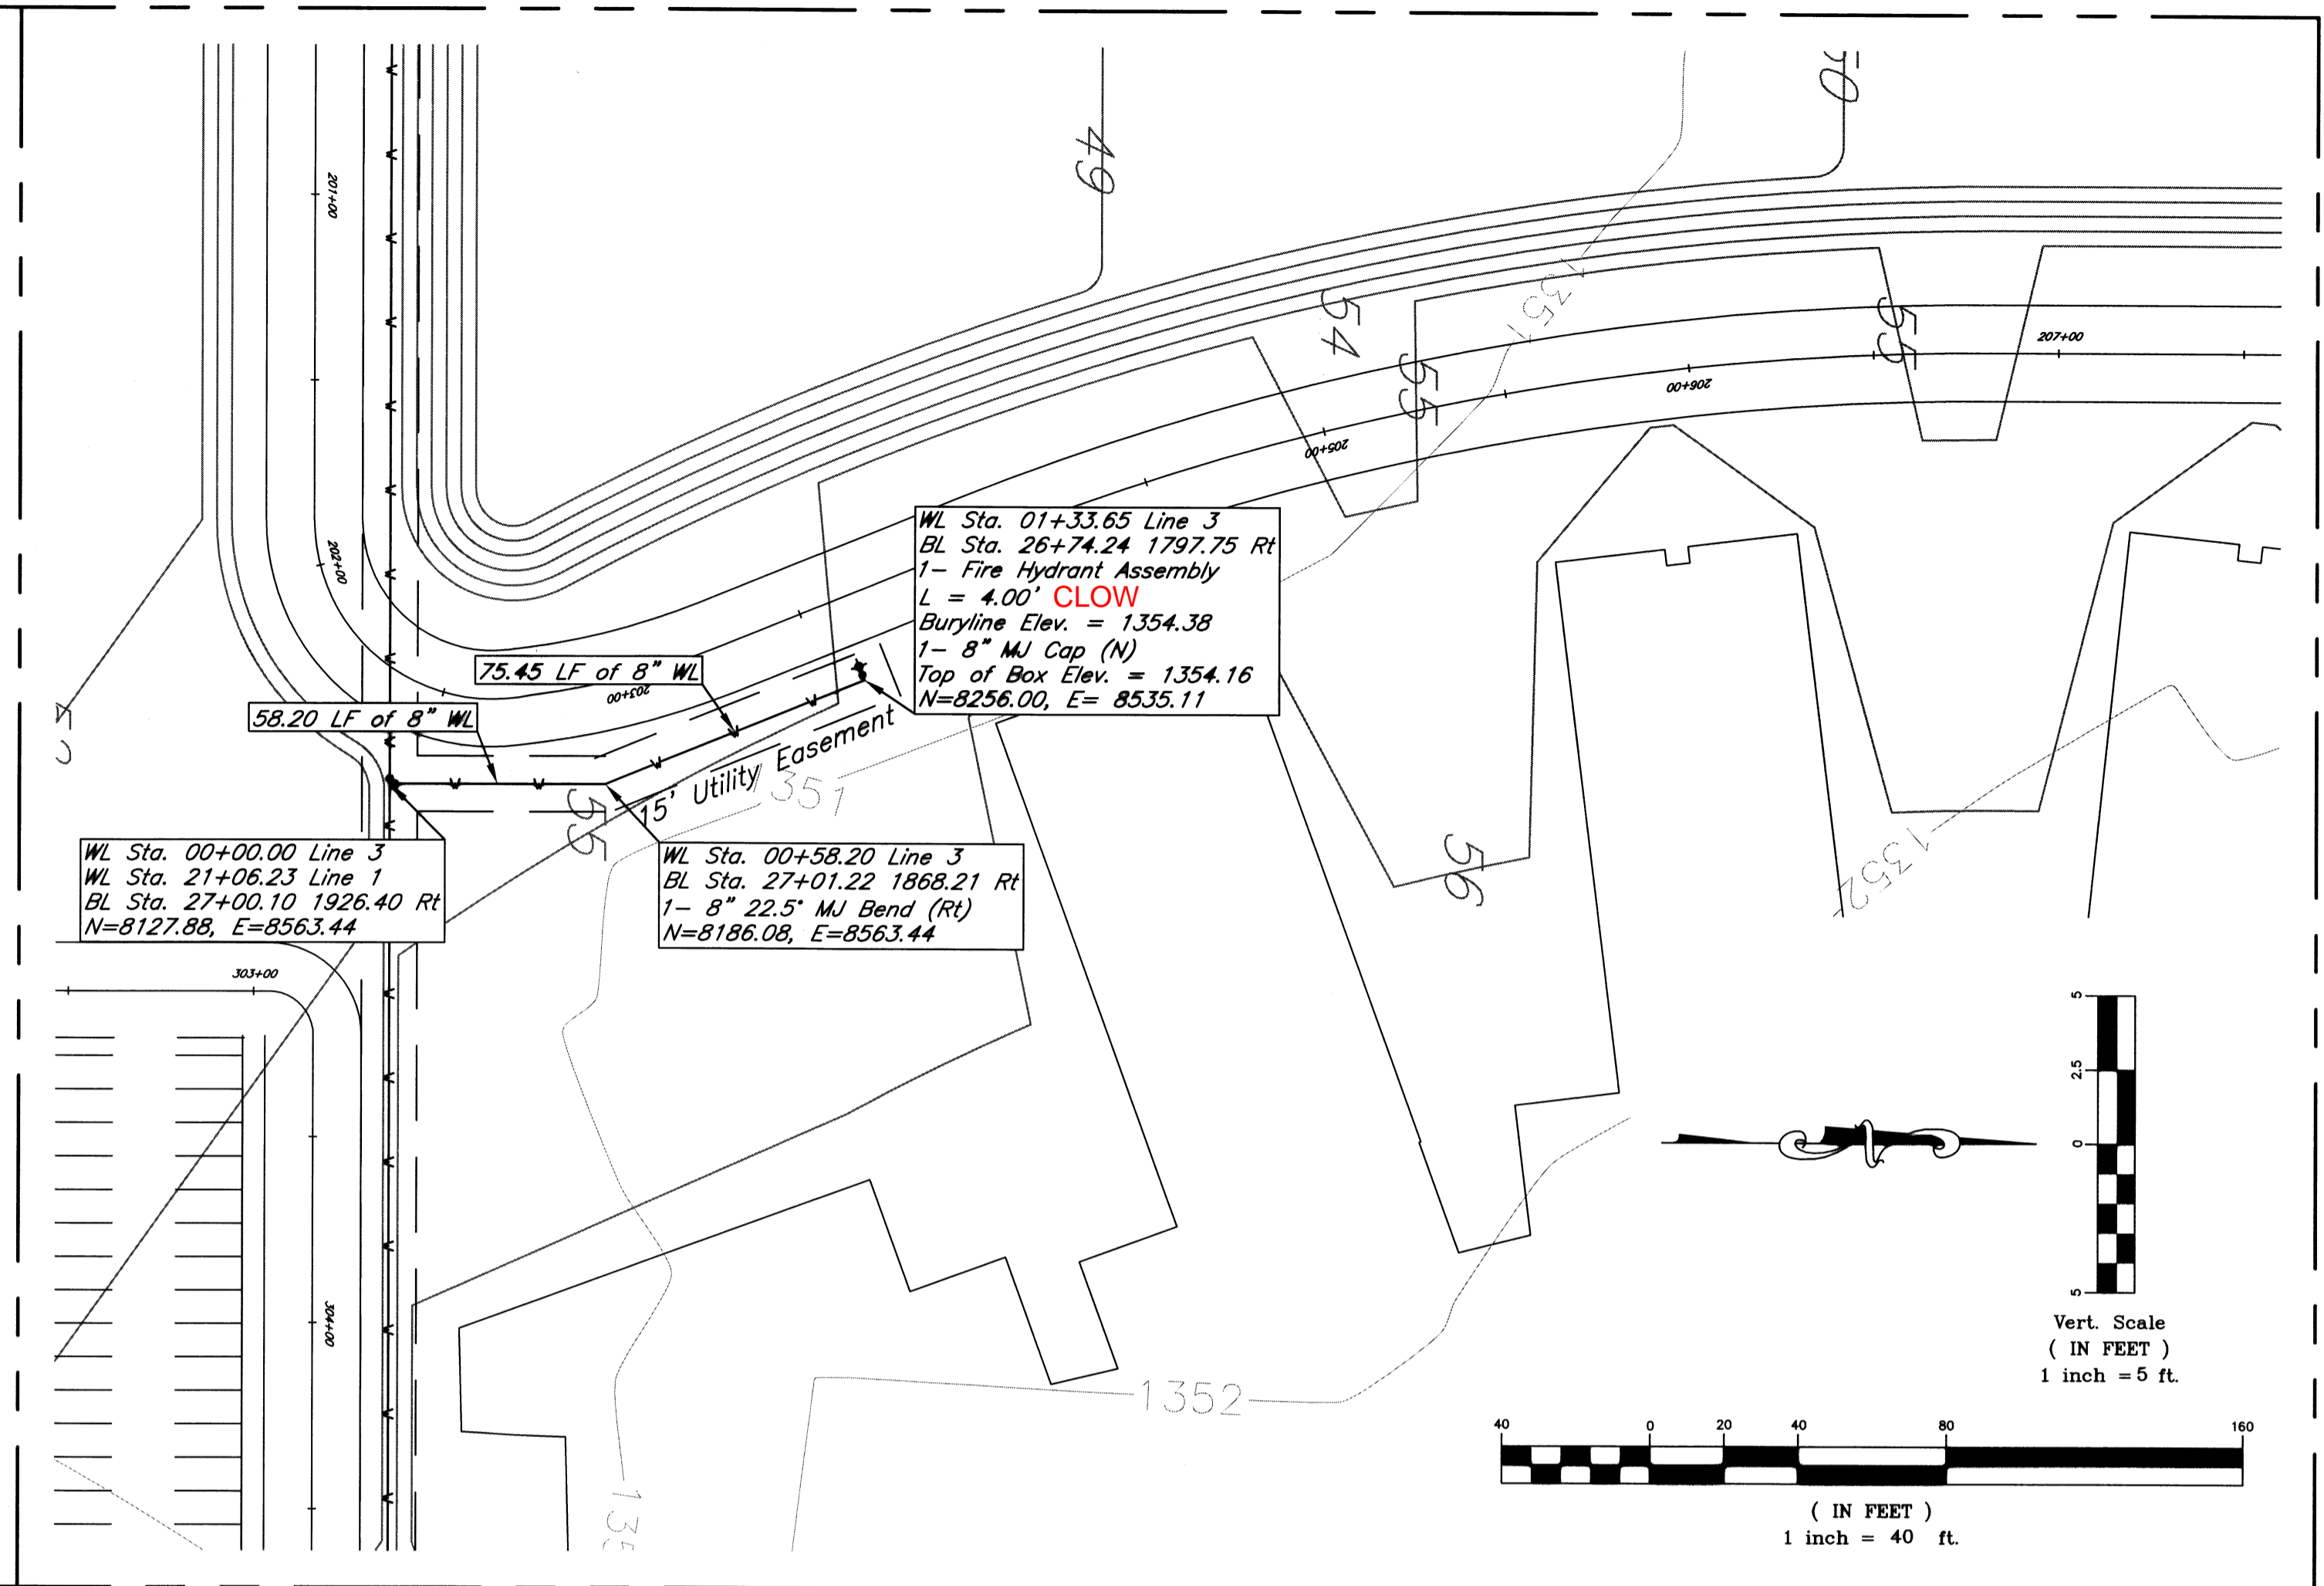 50
49
201+00
54
1351
55
55
207+00
206+00
205+00
202+00
WL Sta. 01+33.65 Line 3
BL Sta. 26+74.24 1797.75 Rt
1- Fire Hydrant Assembly
L = 4.00' CLOW
Buryline Elev. = 1354.38
1- 8" MJ Cap (N)
Top of Box Elev. = 1354.16
N=8256.00, E= 8535.11
75.45 LF of 8" WL
203+00
58.20 LF of 8" WL
15' Utility Easement
1351
55
WL Sta. 00+00.00 Line 3
WL Sta. 21+06.23 Line 1
BL Sta. 27+00.10 1926.40 Rt
N=8127.88, E=8563.44
WL Sta. 00+58.20 Line 3
BL Sta. 27+01.22 1868.21 Rt
1- 8" 22.5° MJ Bend (Rt)
N=8186.08, E=8563.44
56
1352
303+00
304+00
5
2.5
0
5
Vert. Scale
( IN FEET )
1 inch = 5 ft.
1352
40 0 20 40 80 160
( IN FEET )
1 inch = 40 ft.